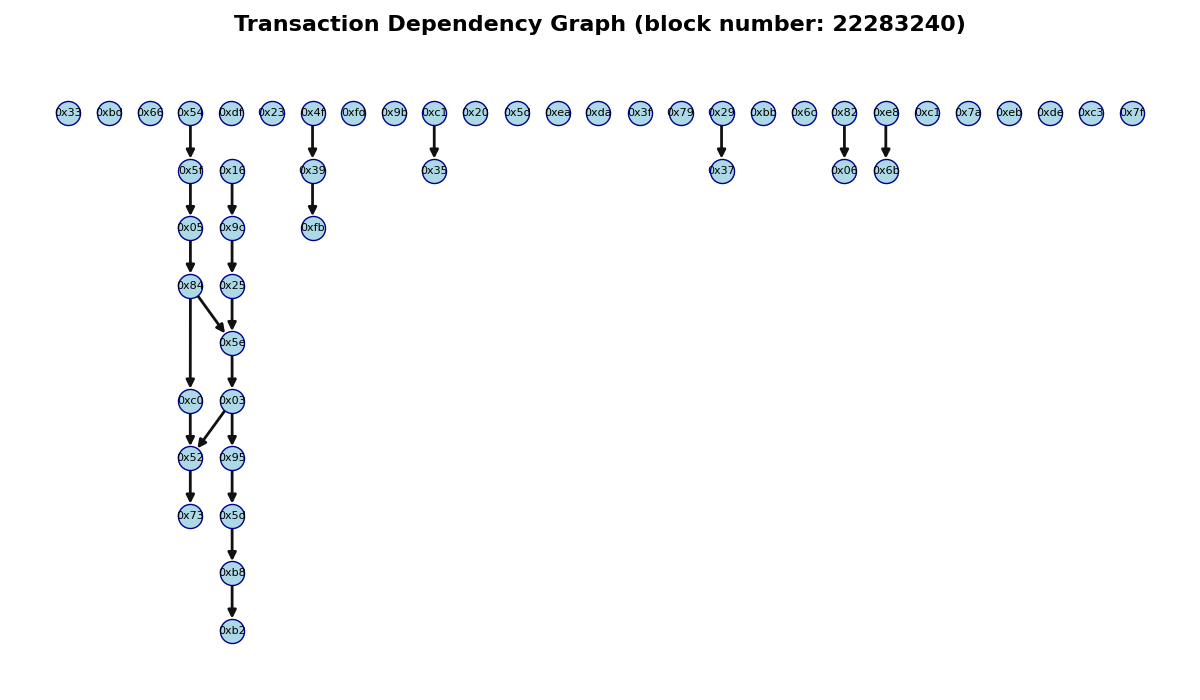 Transaction Dependency Graph (block number: 22283240)
0x33 0xbd 0x66 0x54 0xdf 0x23 0x4f 0xfd 0x9b 0xc1 0x20 0x5d 0xea 0xda 0x3f 0x79 0x29 0xbb 0x6c 0x82 0xe8 0xc1 0x7a 0xeb 0xde 0xc3 0x7f
0x5f 0x16 0x39 0x35 0x37 0x06 0x6b
0x05 0x9c 0xfb
0x84 0x25
0x5e
0xc0 0x03
0x52 0x95
0x73 0x5d
0xb8
0xb2